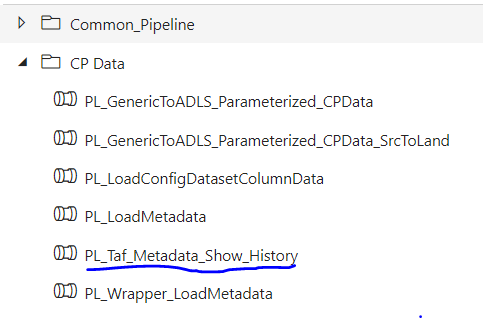 Common_Pipeline
CP Data
PL_GenericToADLS_Parameterized_CPData
PL_GenericToADLS_Parameterized_CPData_SrcToLand
PL_LoadConfigDatasetColumnData
PL_LoadMetadata
PL_Taf_Metadata_Show_History
PL_Wrapper_LoadMetadata